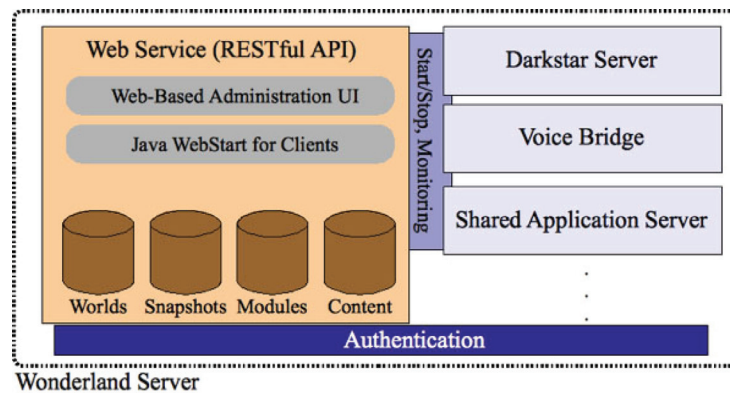 Web Service (RESTful API)
Web-Based Administration UI
Java WebStart for Clients
Worlds
Snapshots
Modules
Content
Start/Stop, Monitoring
Darkstar Server
Voice Bridge
Shared Application Server
Authentication
Wonderland Server